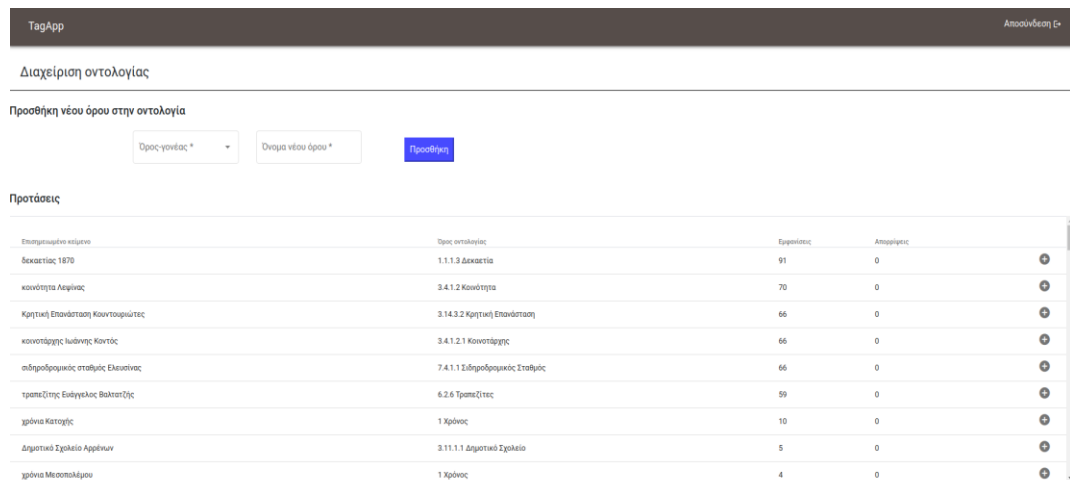 TagApp Αποσύνδεση
Διαχείριση οντολογίας
Προσθήκη νέου όρου στην οντολογία
Όρος-γονέας * Όνομα νέου όρου * Προσθήκη
Προτάσεις
Επισημειωμένο κείμενο Όρος οντολογίας Εμφανίσεις Απορρίψεις
δεκαετίας 1870 1.1.1.3 Δεκαετία 91 0
κοινότητα Λεψίνας 3.4.1.2 Κοινότητα 70 0
Κρητική Επανάσταση Κουντουριώτες 3.14.3.2 Κρητική Επανάσταση 66 0
κοινοτάρχης Ιωάννης Κοντός 3.4.1.2.1 Κοινοτάρχης 66 0
σιδηροδρομικός σταθμός Ελευσίνας 7.4.1.1 Σιδηροδρομικός Σταθμός 66 0
τραπεζίτης Ευάγγελος Βαλτατζής 6.2.6 Τραπεζίτες 59 0
χρόνια Κατοχής 1 Χρόνος 10 0
Δημοτικό Σχολείο Αρρένων 3.11.1.1 Δημοτικό Σχολείο 5 0
χρόνια Μεσοπολέμου 1 Χρόνος 4 0